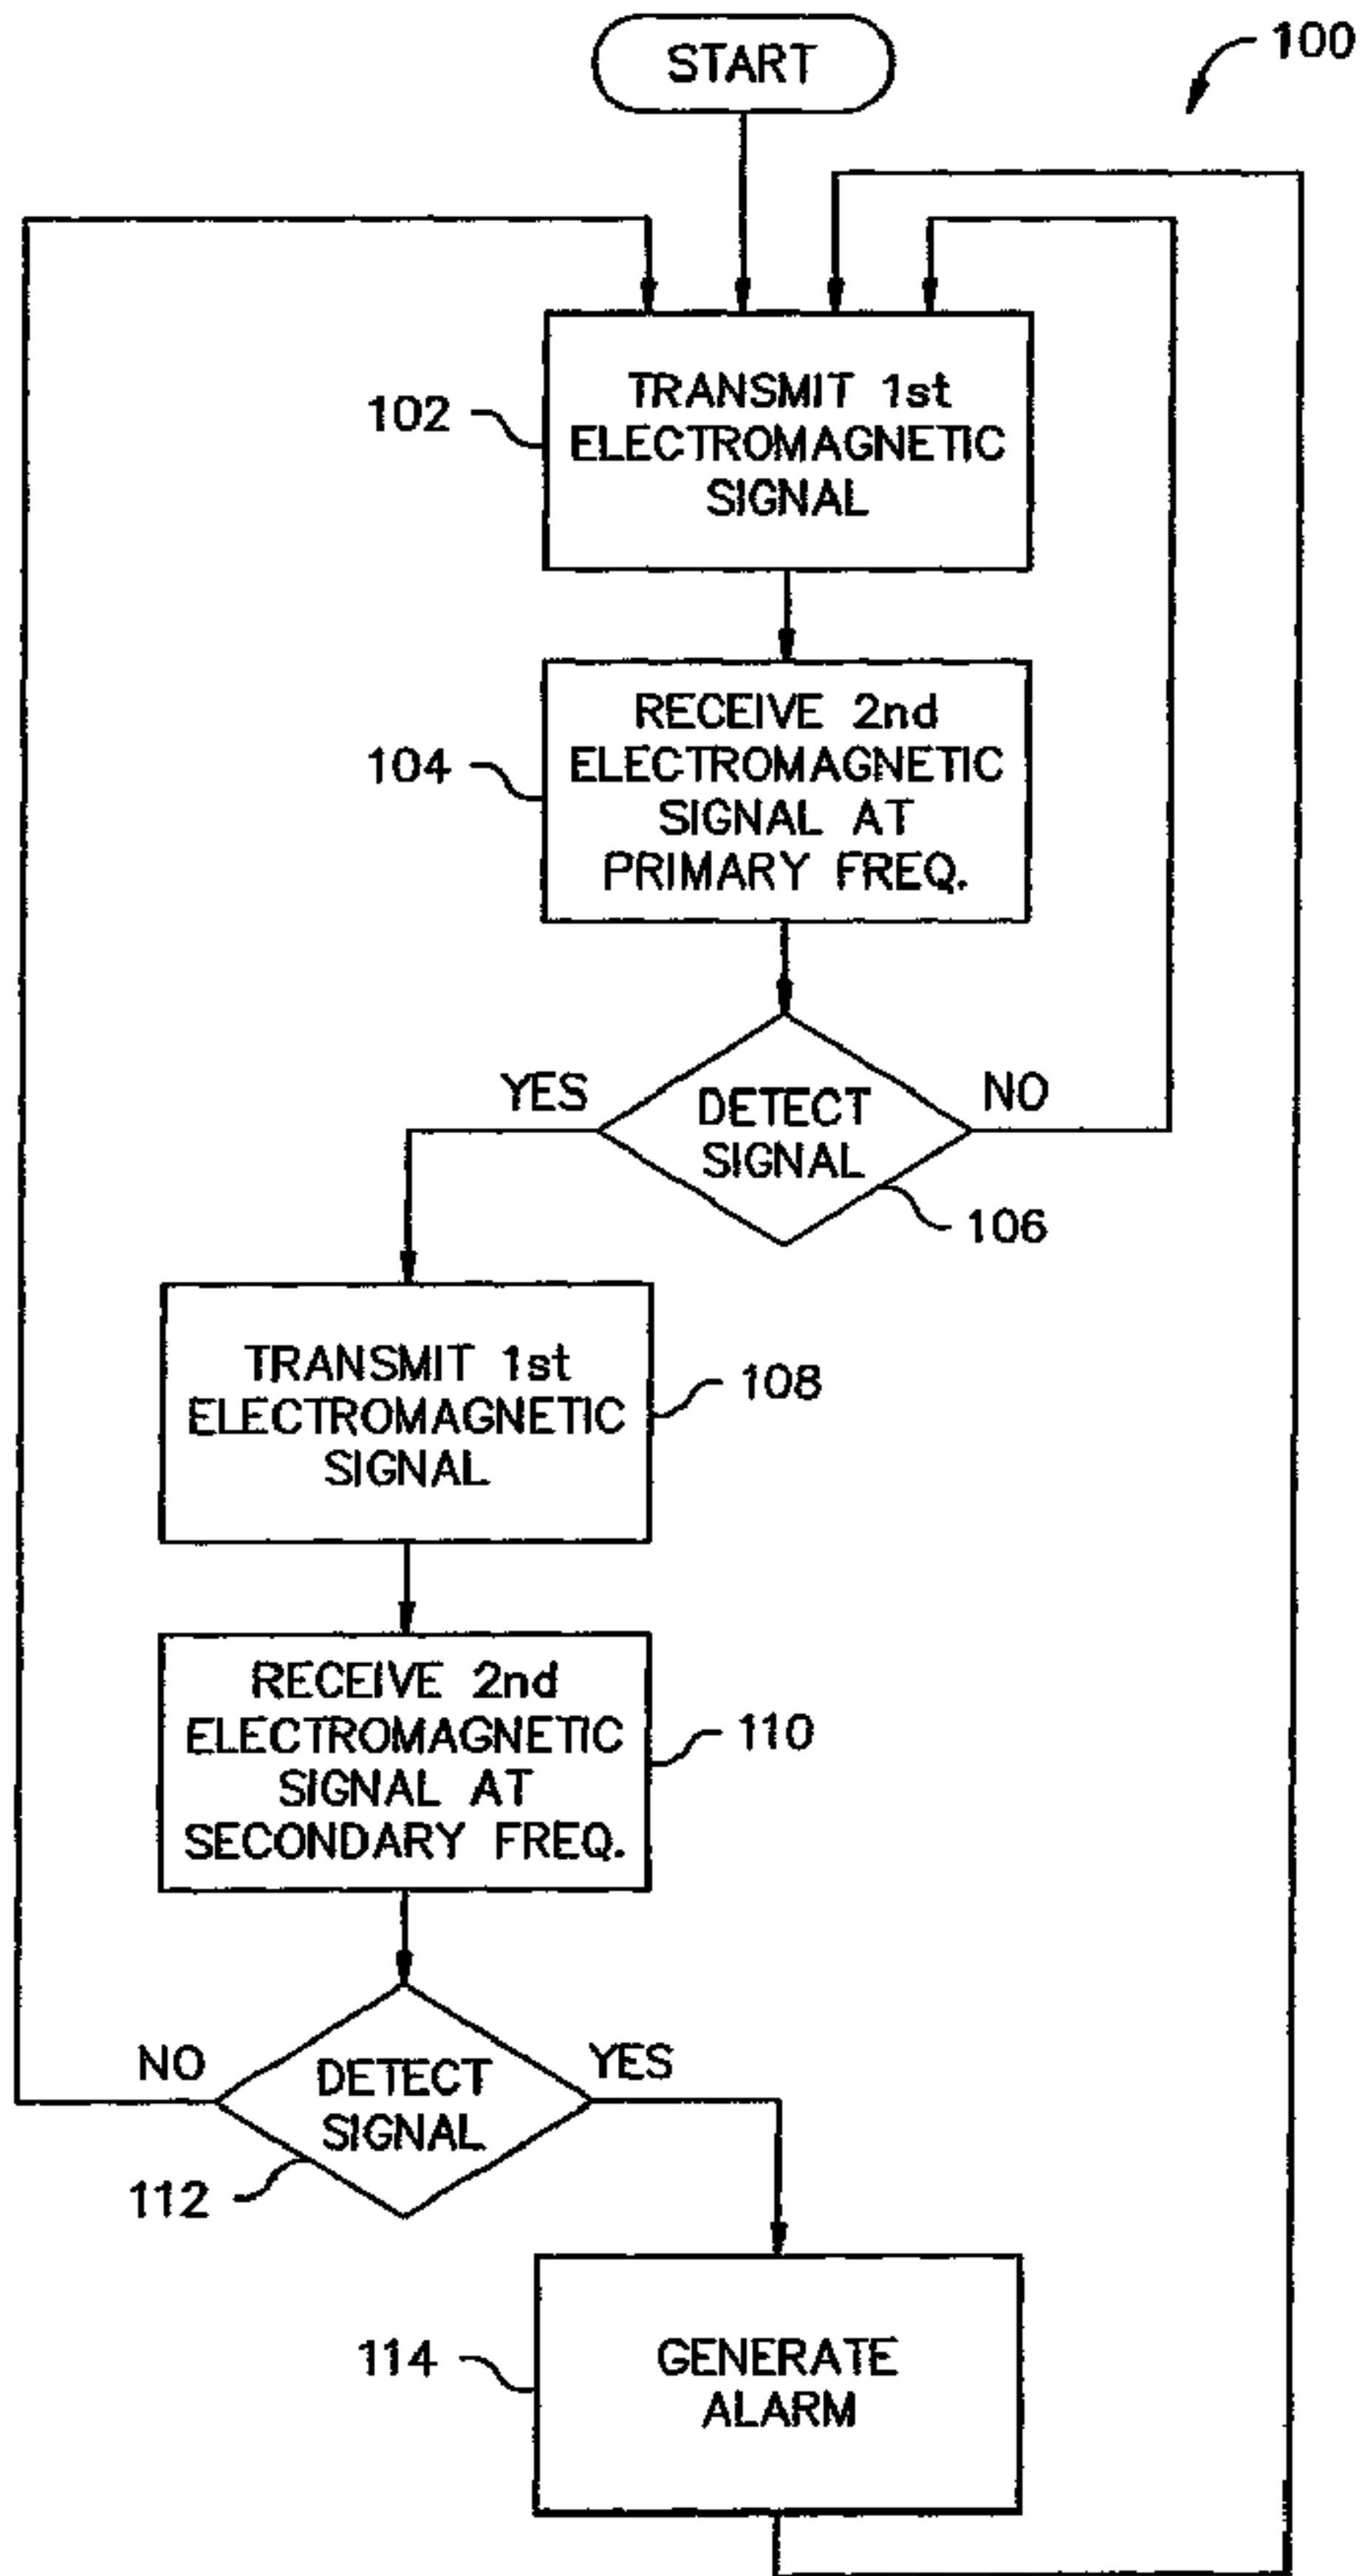 START
100
102
TRANSMIT 1st
ELECTROMAGNETIC
SIGNAL
104
RECEIVE 2nd
ELECTROMAGNETIC
SIGNAL AT
PRIMARY FREQ.
YES
DETECT
SIGNAL
NO
106
TRANSMIT 1st
ELECTROMAGNETIC
SIGNAL
108
RECEIVE 2nd
ELECTROMAGNETIC
SIGNAL AT
SECONDARY FREQ.
110
NO
DETECT
SIGNAL
YES
112
114
GENERATE
ALARM